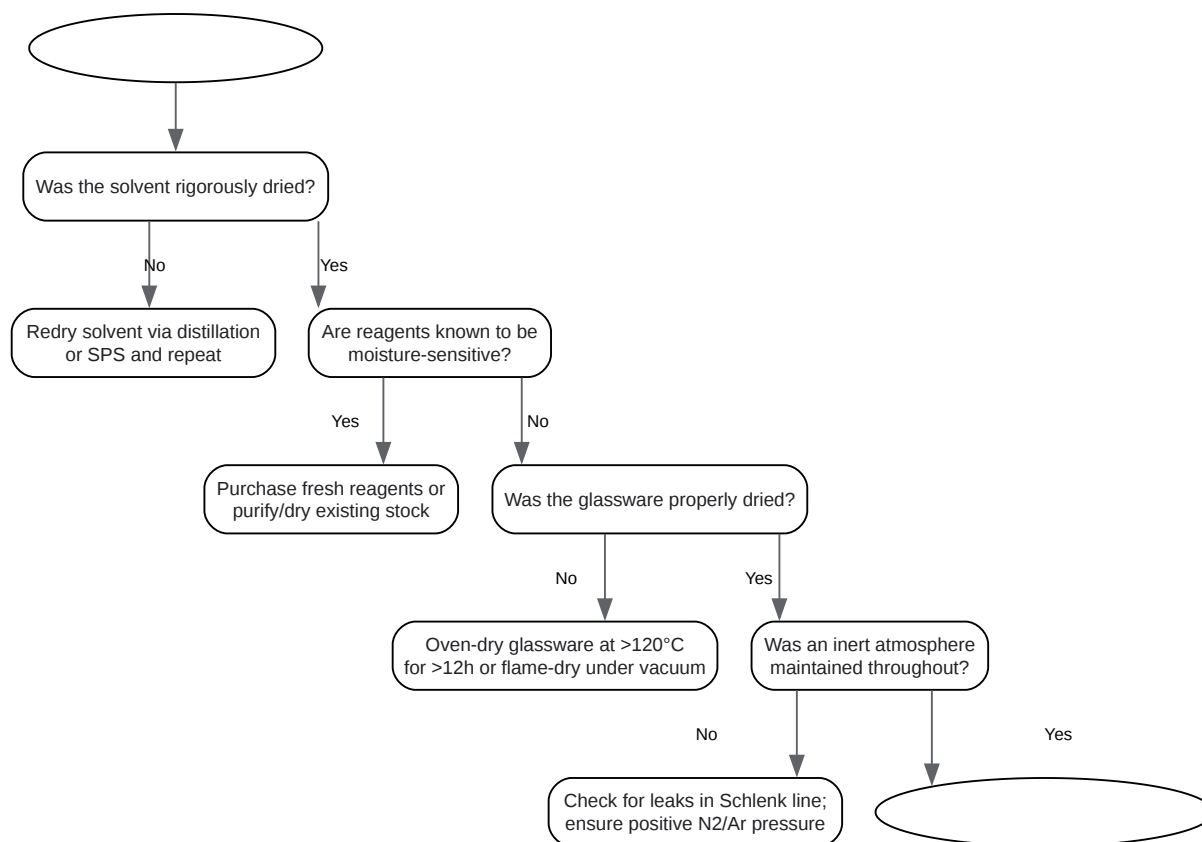 Was the solvent rigorously dried?
No
Yes
Redry solvent via distillation
or SPS and repeat
Are reagents known to be
moisture-sensitive?
Yes
No
Purchase fresh reagents or
purify/dry existing stock
Was the glassware properly dried?
No
Yes
Oven-dry glassware at >120°C
for >12h or flame-dry under vacuum
Was an inert atmosphere
maintained throughout?
No
Yes
Check for leaks in Schlenk line;
ensure positive N2/Ar pressure